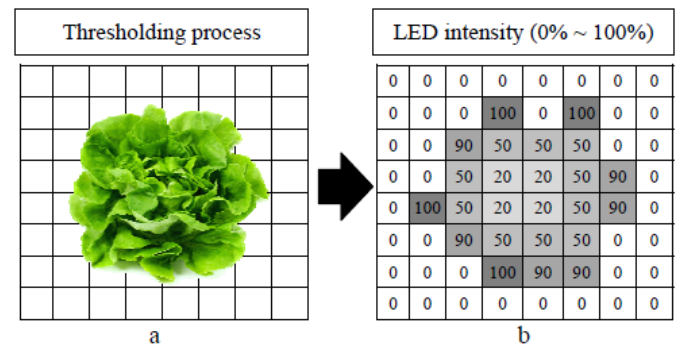 Thresholding process
LED intensity (0% ~ 100%)
0 0 0 0 0 0 0 0
0 0 0 100 0 100 0 0
0 0 90 50 50 50 0 0
0 0 50 20 20 50 90 0
0 100 50 20 20 50 90 0
0 0 90 50 50 50 0 0
0 0 0 100 90 90 0 0
0 0 0 0 0 0 0 0
a
b